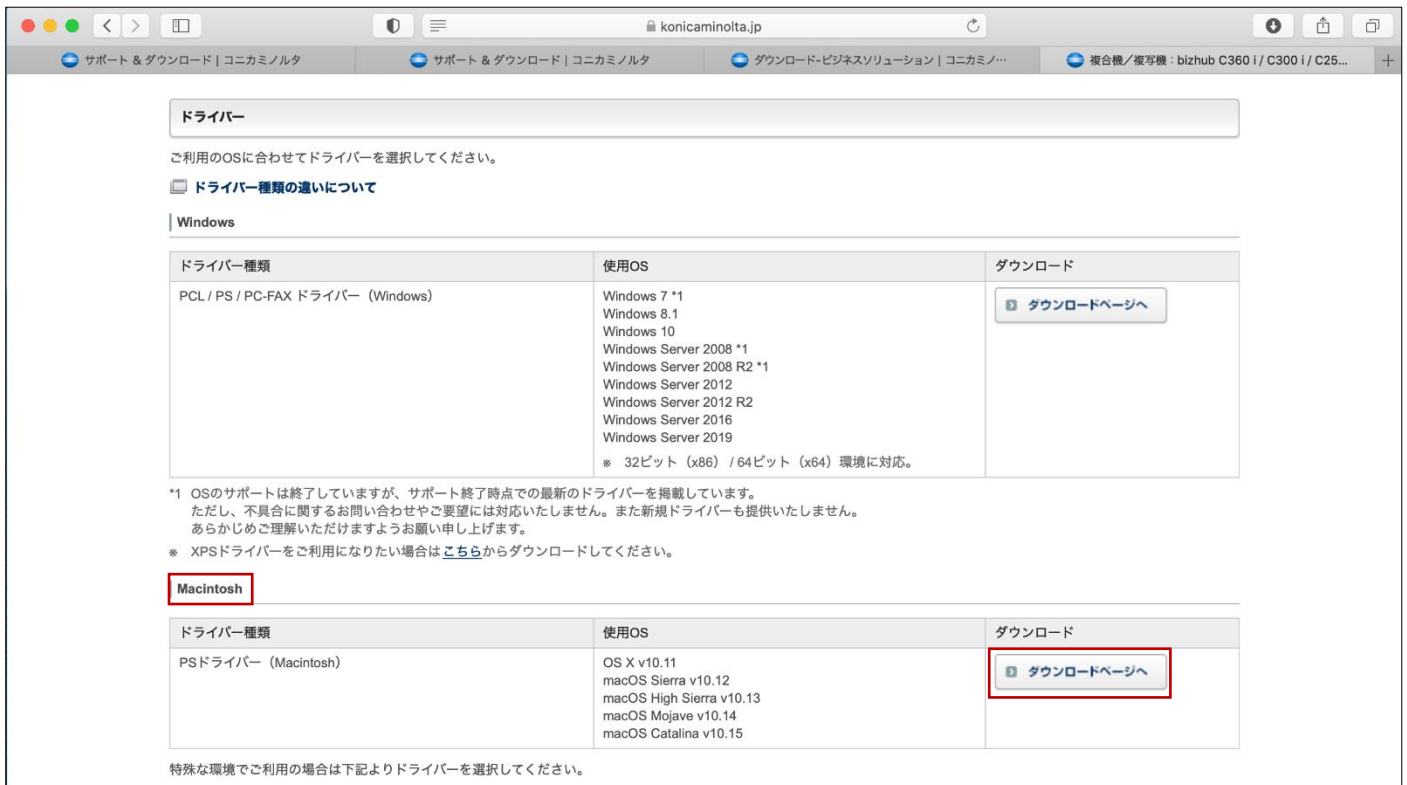 konicaminolta.jp
サポート & ダウンロード | コニカミノルタ
サポート & ダウンロード | コニカミノルタ
ダウンロード-ビジネスソリューション | コニカミノ…
複合機／複写機：bizhub C360 i / C300 i / C25...
ドライバー
ご利用のOSに合わせてドライバーを選択してください。
ドライバー種類の違いについて
Windows
ドライバー種類 使用OS ダウンロード
PCL / PS / PC-FAX ドライバー（Windows） Windows 7 *1 ダウンロードページへ
Windows 8.1
Windows 10
Windows Server 2008 *1
Windows Server 2008 R2 *1
Windows Server 2012
Windows Server 2012 R2
Windows Server 2016
Windows Server 2019
※ 32ビット（x86） / 64ビット（x64）環境に対応。
*1 OSのサポートは終了していますが、サポート終了時点での最新のドライバーを掲載しています。
ただし、不具合に関するお問い合わせやご要望には対応いたしません。また新規ドライバーも提供いたしません。
あらかじめご理解いただけますようお願い申し上げます。
※ XPSドライバーをご利用になりたい場合はこちらからダウンロードしてください。
Macintosh
ドライバー種類 使用OS ダウンロード
PSドライバー（Macintosh） OS X v10.11 ダウンロードページへ
macOS Sierra v10.12
macOS High Sierra v10.13
macOS Mojave v10.14
macOS Catalina v10.15
特殊な環境でご利用の場合は下記よりドライバーを選択してください。